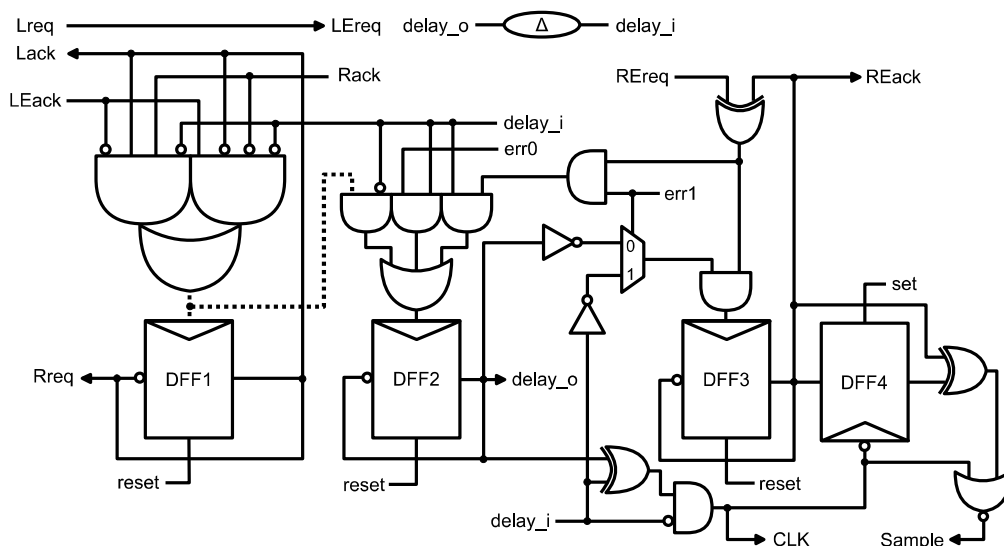 Lreq LEreq delay_o Δ delay_i
Lack
Rack REreq REack
LEack
delay_i
err0
err1
0
1
set
DFF1 DFF2 DFF3 DFF4
Rreq delay_o
reset reset reset
delay_i
CLK Sample